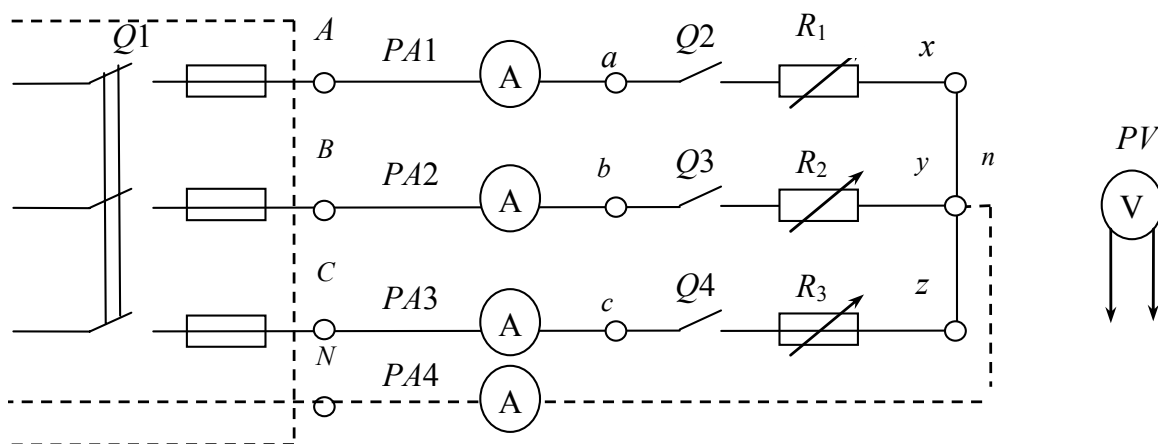 Q1 A PA1 A a Q2 R1 x
B PA2 A b Q3 R2 y n
C PA3 A c Q4 R3 z
N PA4 A
PV
V